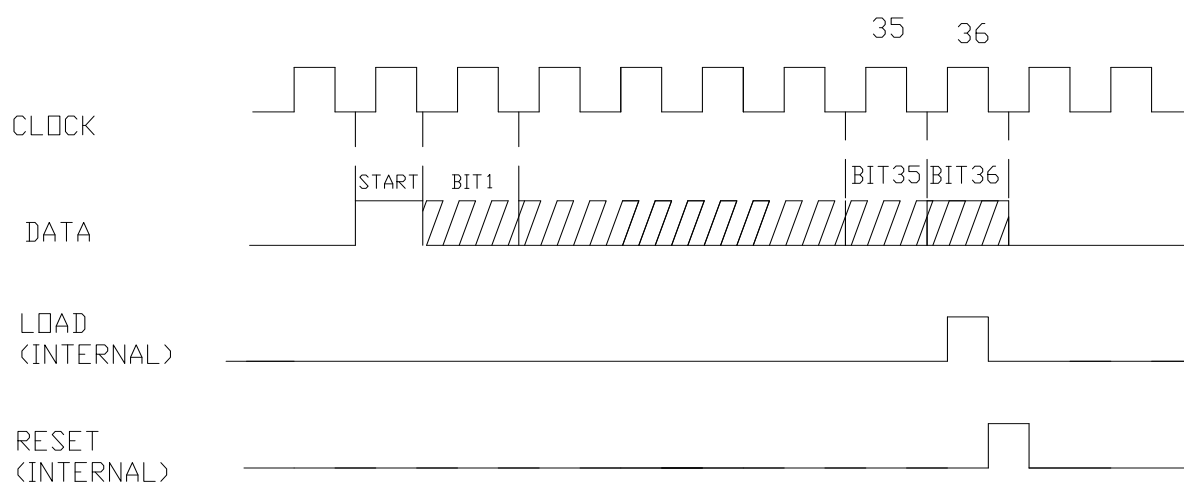 35 36
CLOCK
START BIT1 BIT35 BIT36
DATA
LOAD
(INTERNAL)
RESET
(INTERNAL)